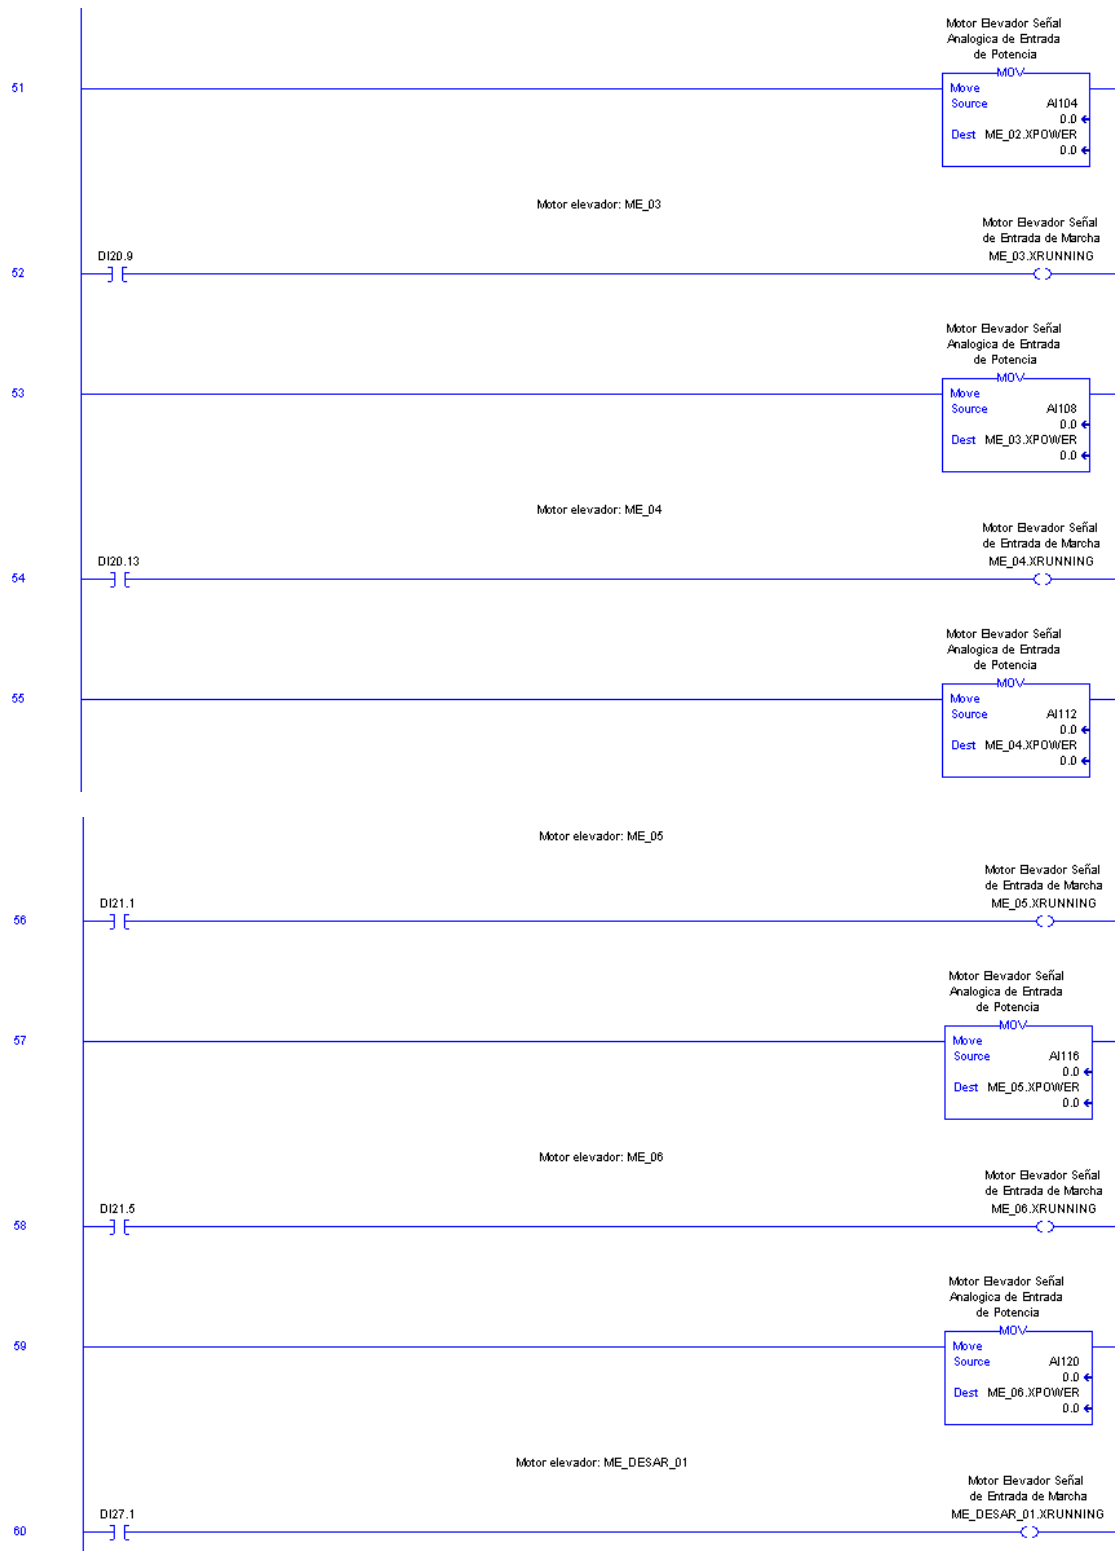 Motor Elevador Señal
Analogica de Entrada
de Potencia
MOV
51
Move
Source AI104
0.0
Dest ME_02.XPOWER
0.0
Motor elevador: ME_03
Motor Elevador Señal
de Entrada de Marcha
DI20.9 ME_03.XRUNNING
52
Motor Elevador Señal
Analogica de Entrada
de Potencia
MOV
53
Move
Source AI108
0.0
Dest ME_03.XPOWER
0.0
Motor elevador: ME_04
Motor Elevador Señal
de Entrada de Marcha
DI20.13 ME_04.XRUNNING
54
Motor Elevador Señal
Analogica de Entrada
de Potencia
MOV
55
Move
Source AI112
0.0
Dest ME_04.XPOWER
0.0
Motor elevador: ME_05
Motor Elevador Señal
de Entrada de Marcha
DI21.1 ME_05.XRUNNING
56
Motor Elevador Señal
Analogica de Entrada
de Potencia
MOV
57
Move
Source AI116
0.0
Dest ME_05.XPOWER
0.0
Motor elevador: ME_06
Motor Elevador Señal
de Entrada de Marcha
DI21.5 ME_06.XRUNNING
58
Motor Elevador Señal
Analogica de Entrada
de Potencia
MOV
59
Move
Source AI120
0.0
Dest ME_06.XPOWER
0.0
Motor elevador: ME_DESAR_01
Motor Elevador Señal
de Entrada de Marcha
DI27.1 ME_DESAR_01.XRUNNING
60